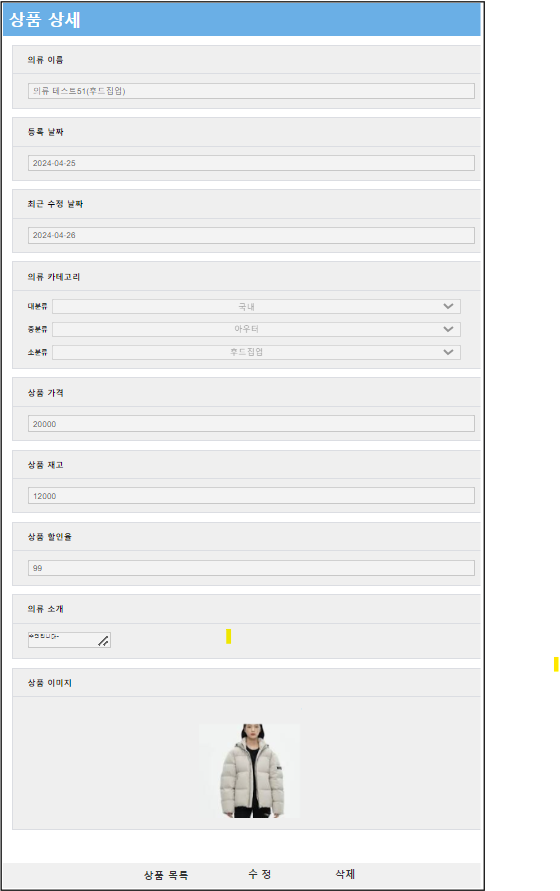 상품 상세
의류 이름
의류 테스트51(후드집업)
등록 날짜
2024-04-25
최근 수정 날짜
2024-04-26
의류 카테고리
대분류 국내
중분류 아우터
소분류 후드집업
상품 가격
20000
상품 재고
12000
상품 할인율
99
의류 소개
상품 이미지
상품 목록 수 정 삭제